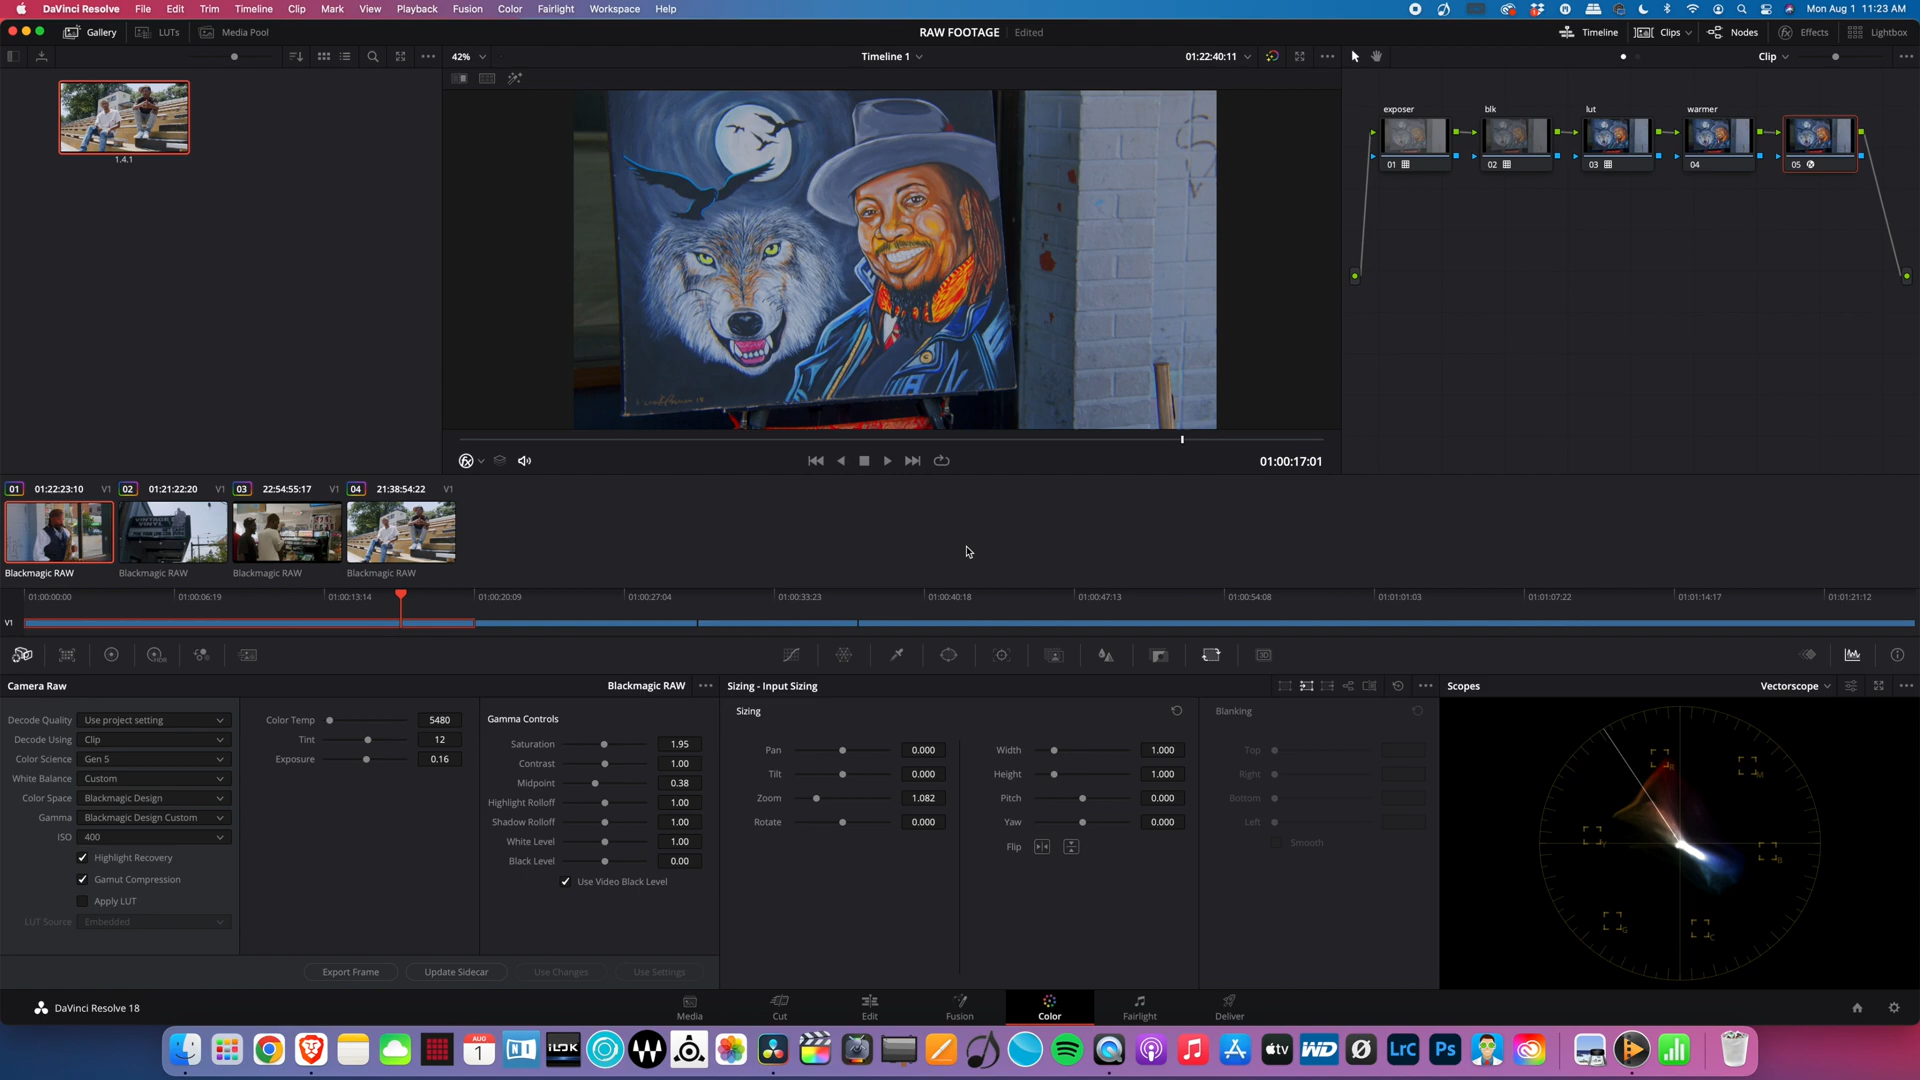 DaVinci Resolve File Edit Trim Timeline Clip Mark View Playback Fusion Color Fairlight Workspace Help
Mon Aug 1 11:23 AM
Gallery LUTs Media Pool
RAW FOOTAGE Edited
Timeline Clips Nodes Effects Lightbox
42%
Timeline 1
01:22:40:11
Clip
1.4.1
exposer blk lut warmer
01 02 03 04 05
01:00:17:01
01 01:22:23:10 V1 02 01:21:22:20 V1 03 22:54:55:17 V1 04 21:38:54:22 V1
VINTAGE
VINYL
Blackmagic RAW Blackmagic RAW Blackmagic RAW Blackmagic RAW
01:00:00:00 01:00:06:19 01:00:13:14 01:00:20:09 01:00:27:04 01:00:33:23 01:00:40:18 01:00:47:13 01:00:54:08 01:01:01:03 01:01:07:22 01:01:14:17 01:01:21:12
V1
HDR
3D
Camera Raw
Blackmagic RAW
Decode Quality Use project setting
Decode Using Clip
Color Science Gen 5
White Balance Custom
Color Space Blackmagic Design
Gamma Blackmagic Design Custom
ISO 400
Highlight Recovery
Gamut Compression
Apply LUT
LUT Source Embedded
Color Temp 5480
Tint 12
Exposure 0.16
Gamma Controls
Saturation 1.95
Contrast 1.00
Midpoint 0.38
Highlight Rolloff 1.00
Shadow Rolloff 1.00
White Level 1.00
Black Level 0.00
Use Video Black Level
Export Frame Update Sidecar Use Changes Use Settings
Sizing - Input Sizing
Sizing
Pan 0.000
Tilt 0.000
Zoom 1.082
Rotate 0.000
Width 1.000
Height 1.000
Pitch 0.000
Yaw 0.000
Flip
Blanking
Top
Right
Bottom
Left
Smooth
Scopes
Vectorscope
R
M
Y
B
G
C
DaVinci Resolve 18
Media Cut Edit Fusion Color Fairlight Deliver
AUG
1
iLOK
tv
WD
LrC
Ps